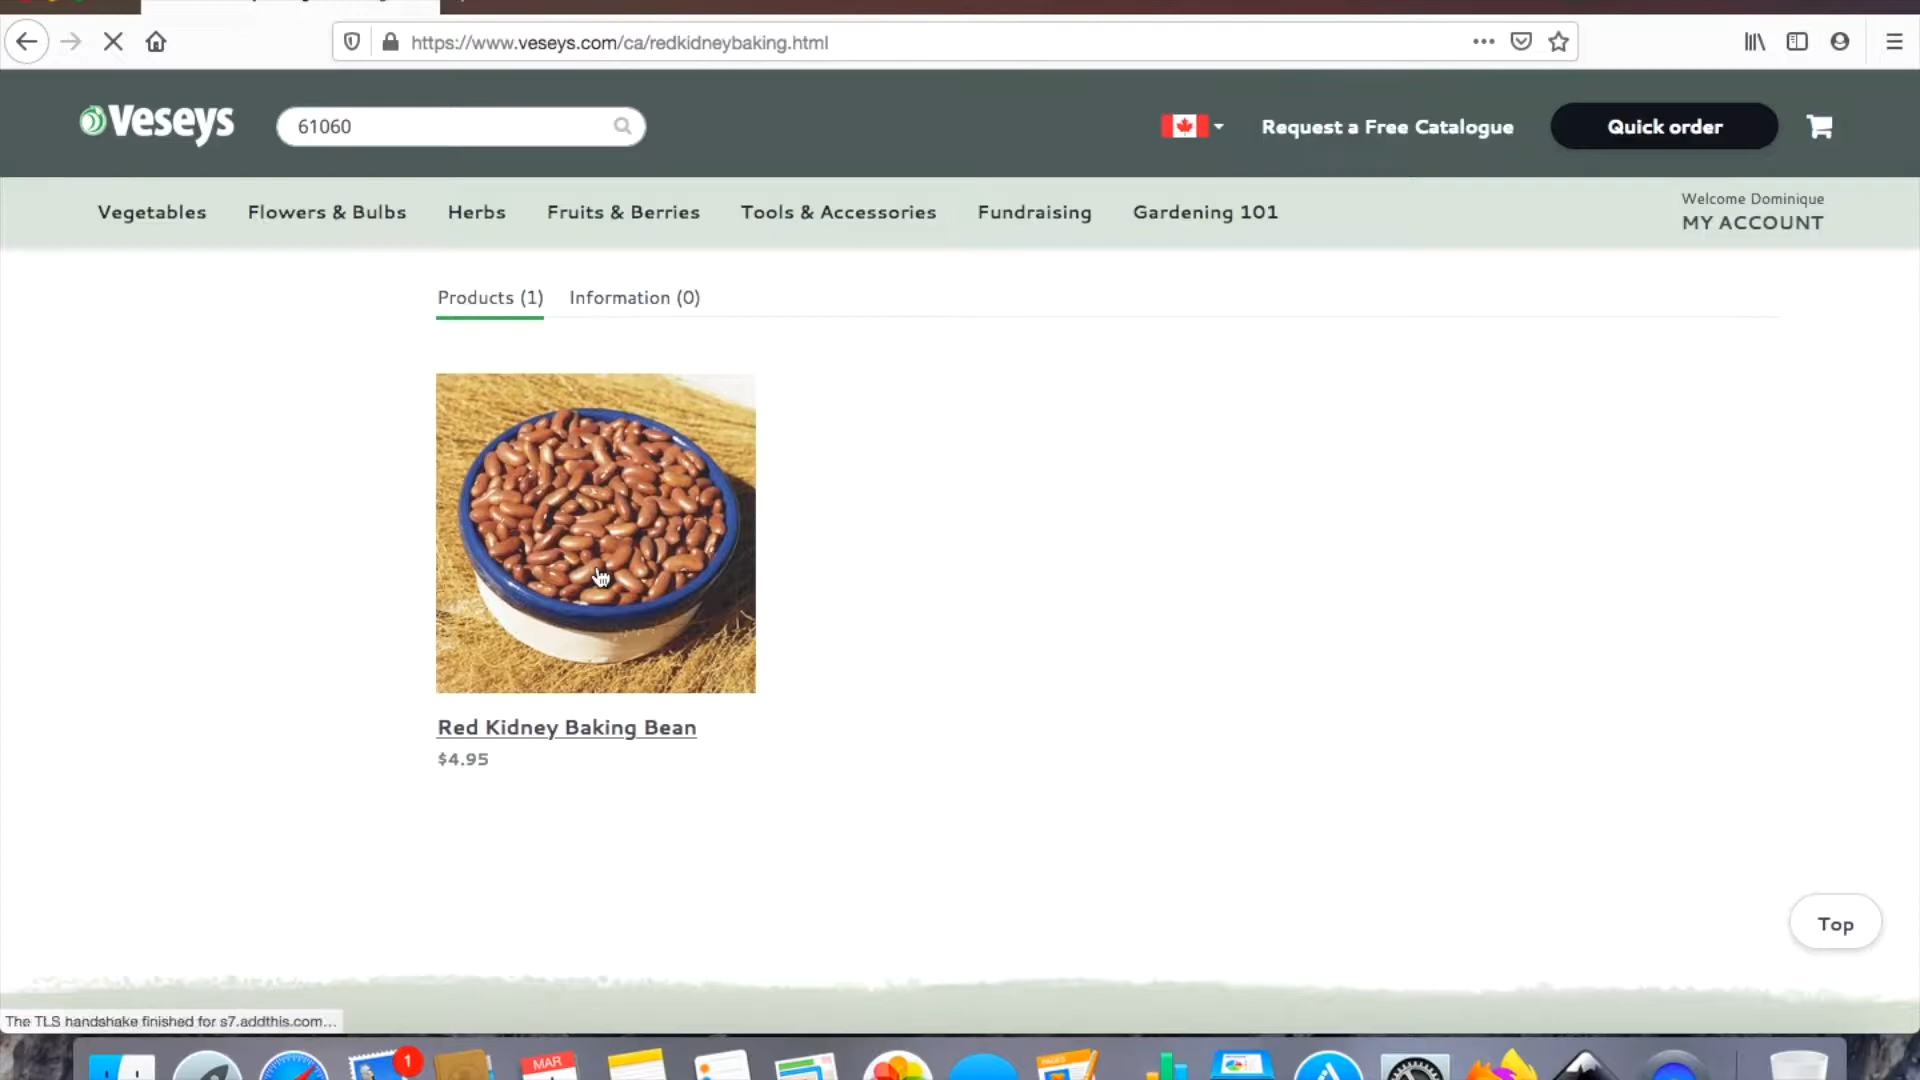 https://www.veseys.com/ca/redkidneybaking.html
Veseys
61060
Request a Free Catalogue
Quick order
Vegetables
Flowers & Bulbs
Herbs
Fruits & Berries
Tools & Accessories
Fundraising
Gardening 101
Welcome Dominique
MY ACCOUNT
Products (1)
Information (0)
Red Kidney Baking Bean
$4.95
Top
The TLS handshake finished for s7.addthis.com...
1
MAR
PAGES